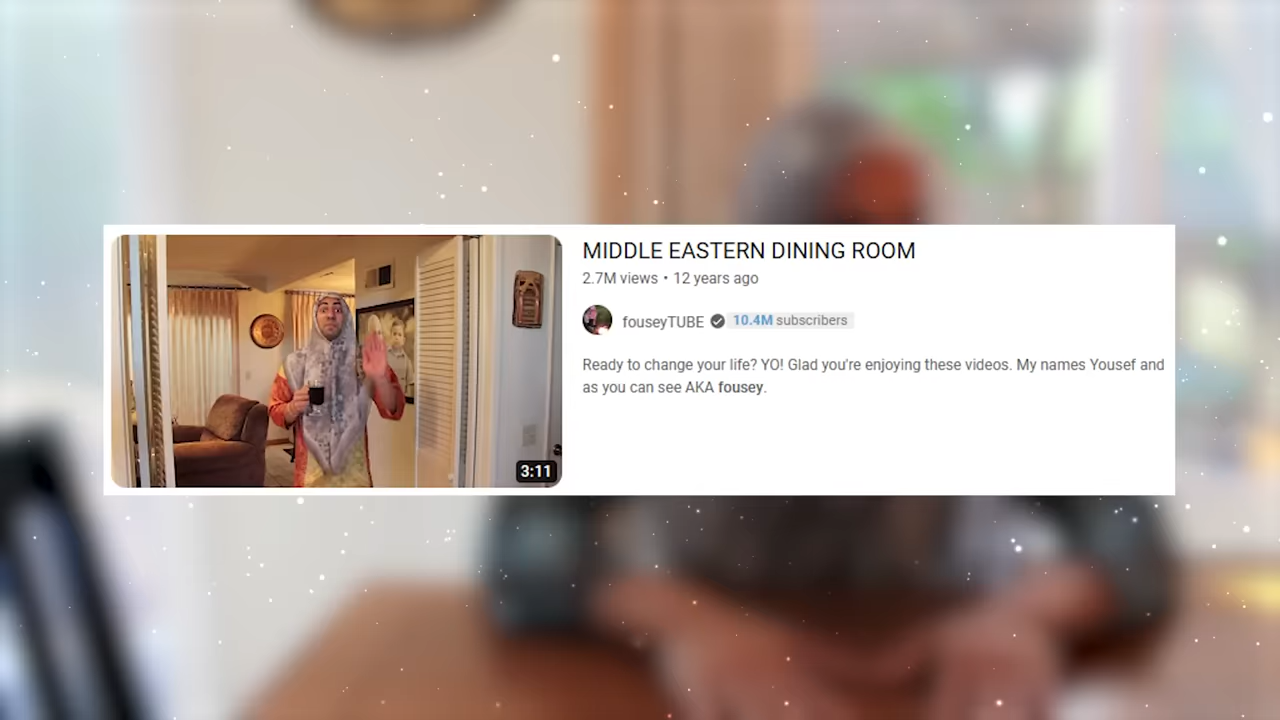 MIDDLE EASTERN DINING ROOM
2.7M views • 12 years ago
fouseyTUBE 10.4M subscribers
Ready to change your life? YO! Glad you're enjoying these videos. My names Yousef and
as you can see AKA fousey.
3:11